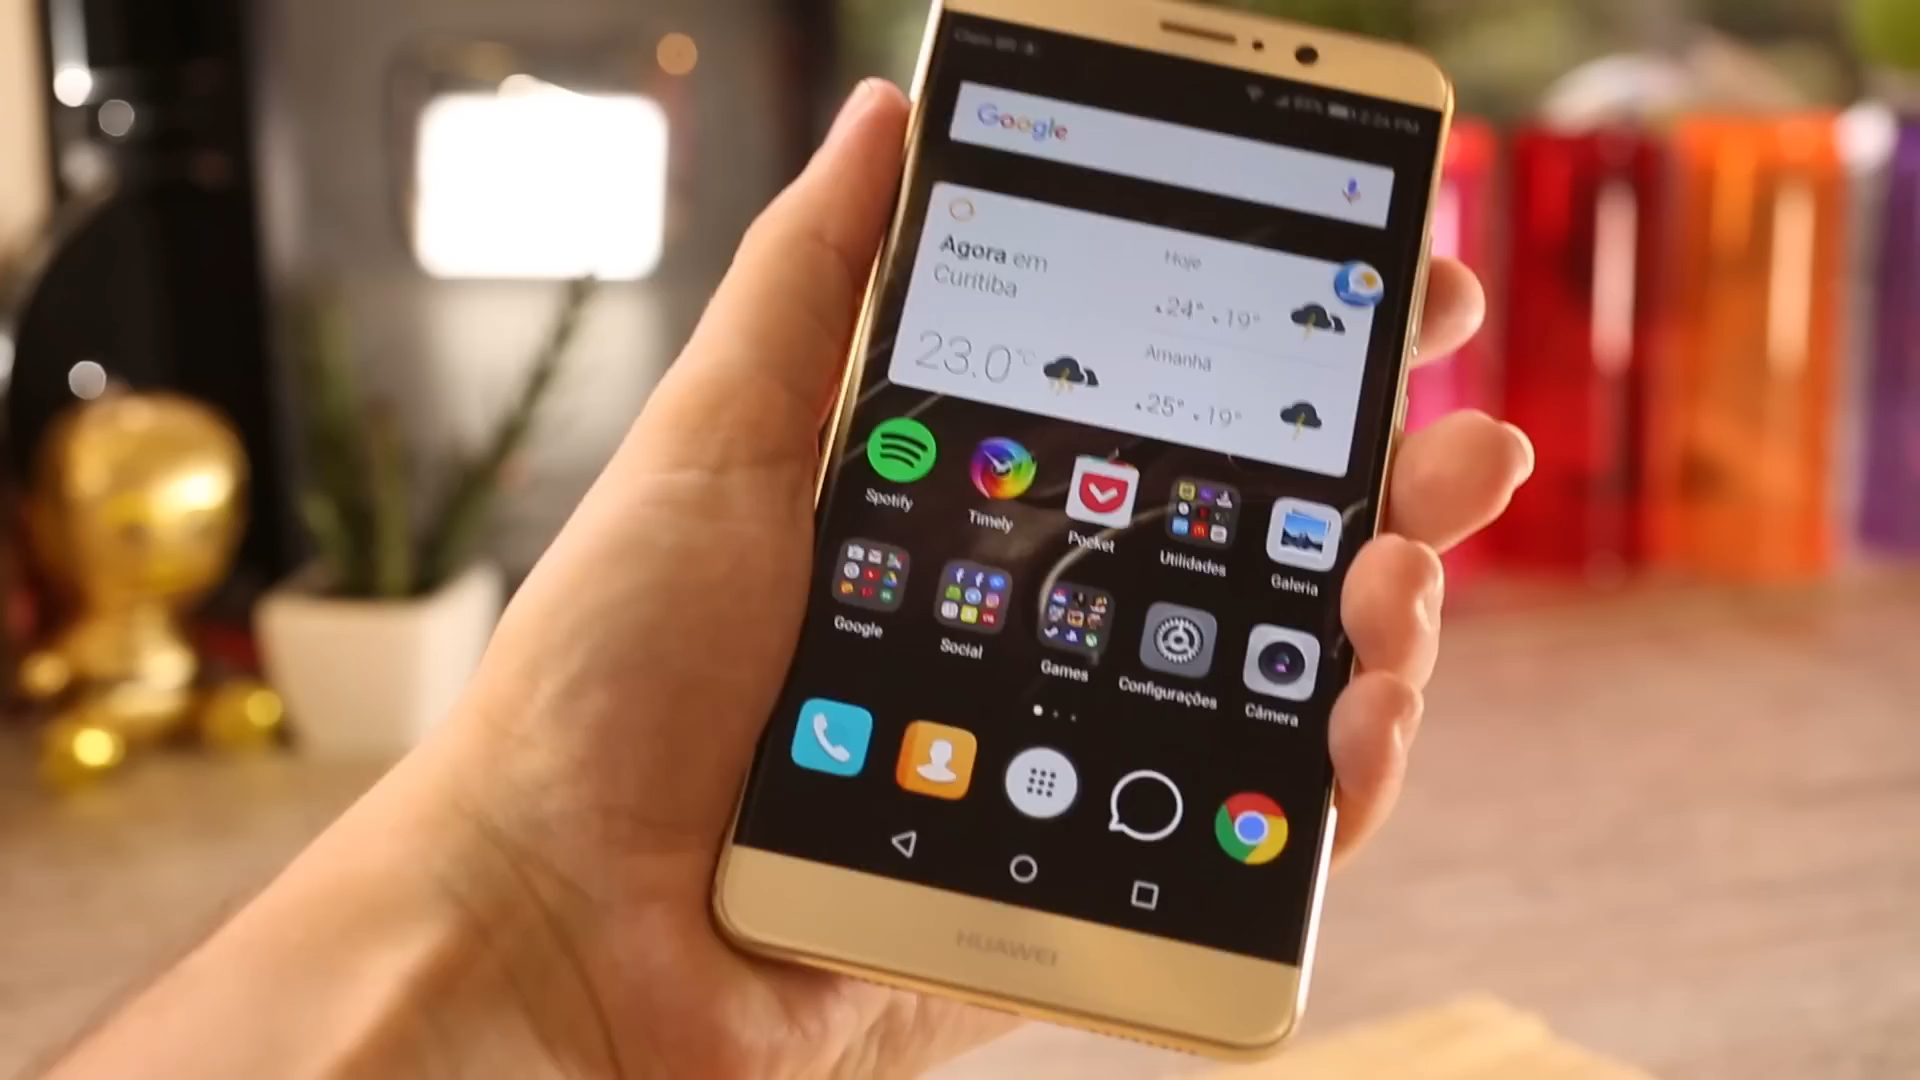 Google
Agora em
Curitiba
23.0°C
Hoje
24° 19°
Amanhã
25° 19°
Spotify
Timely
Pocket
Utilidades
Galeria
Google
Social
Games
Configurações
Câmera
HUAWEI